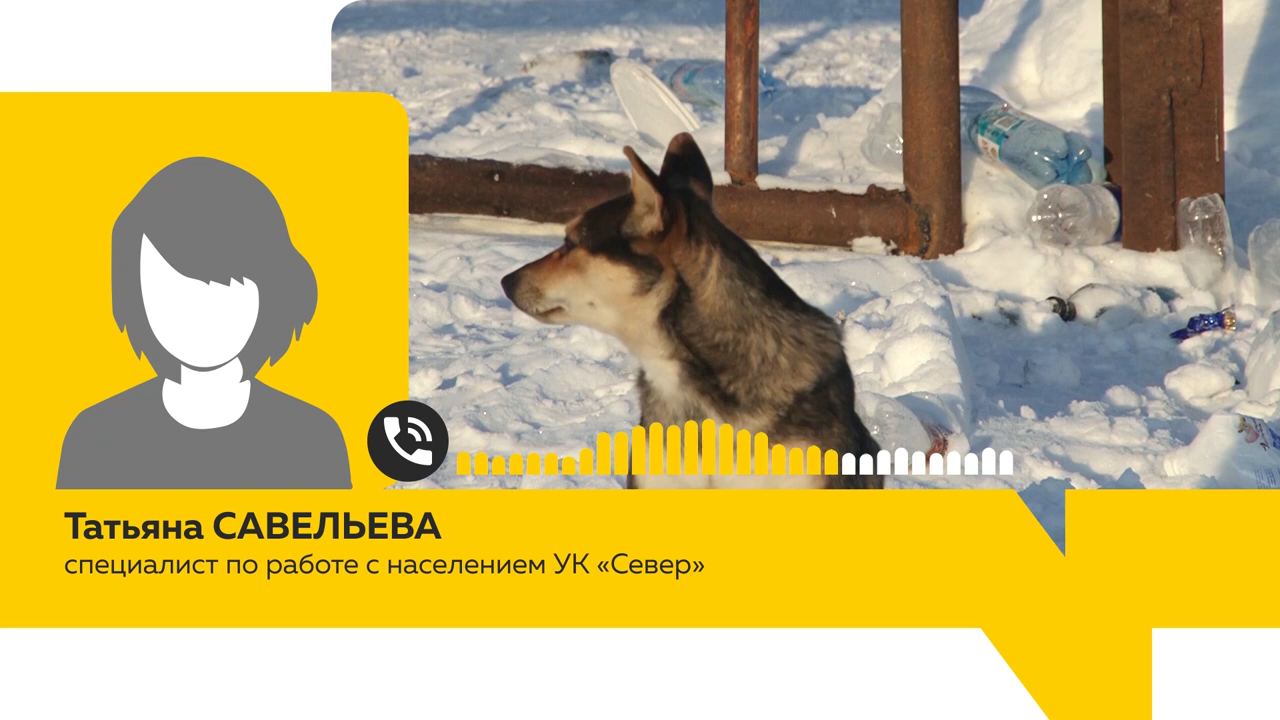 Татьяна САВЕЛЬЕВА
специалист по работе с населением УК «Север»